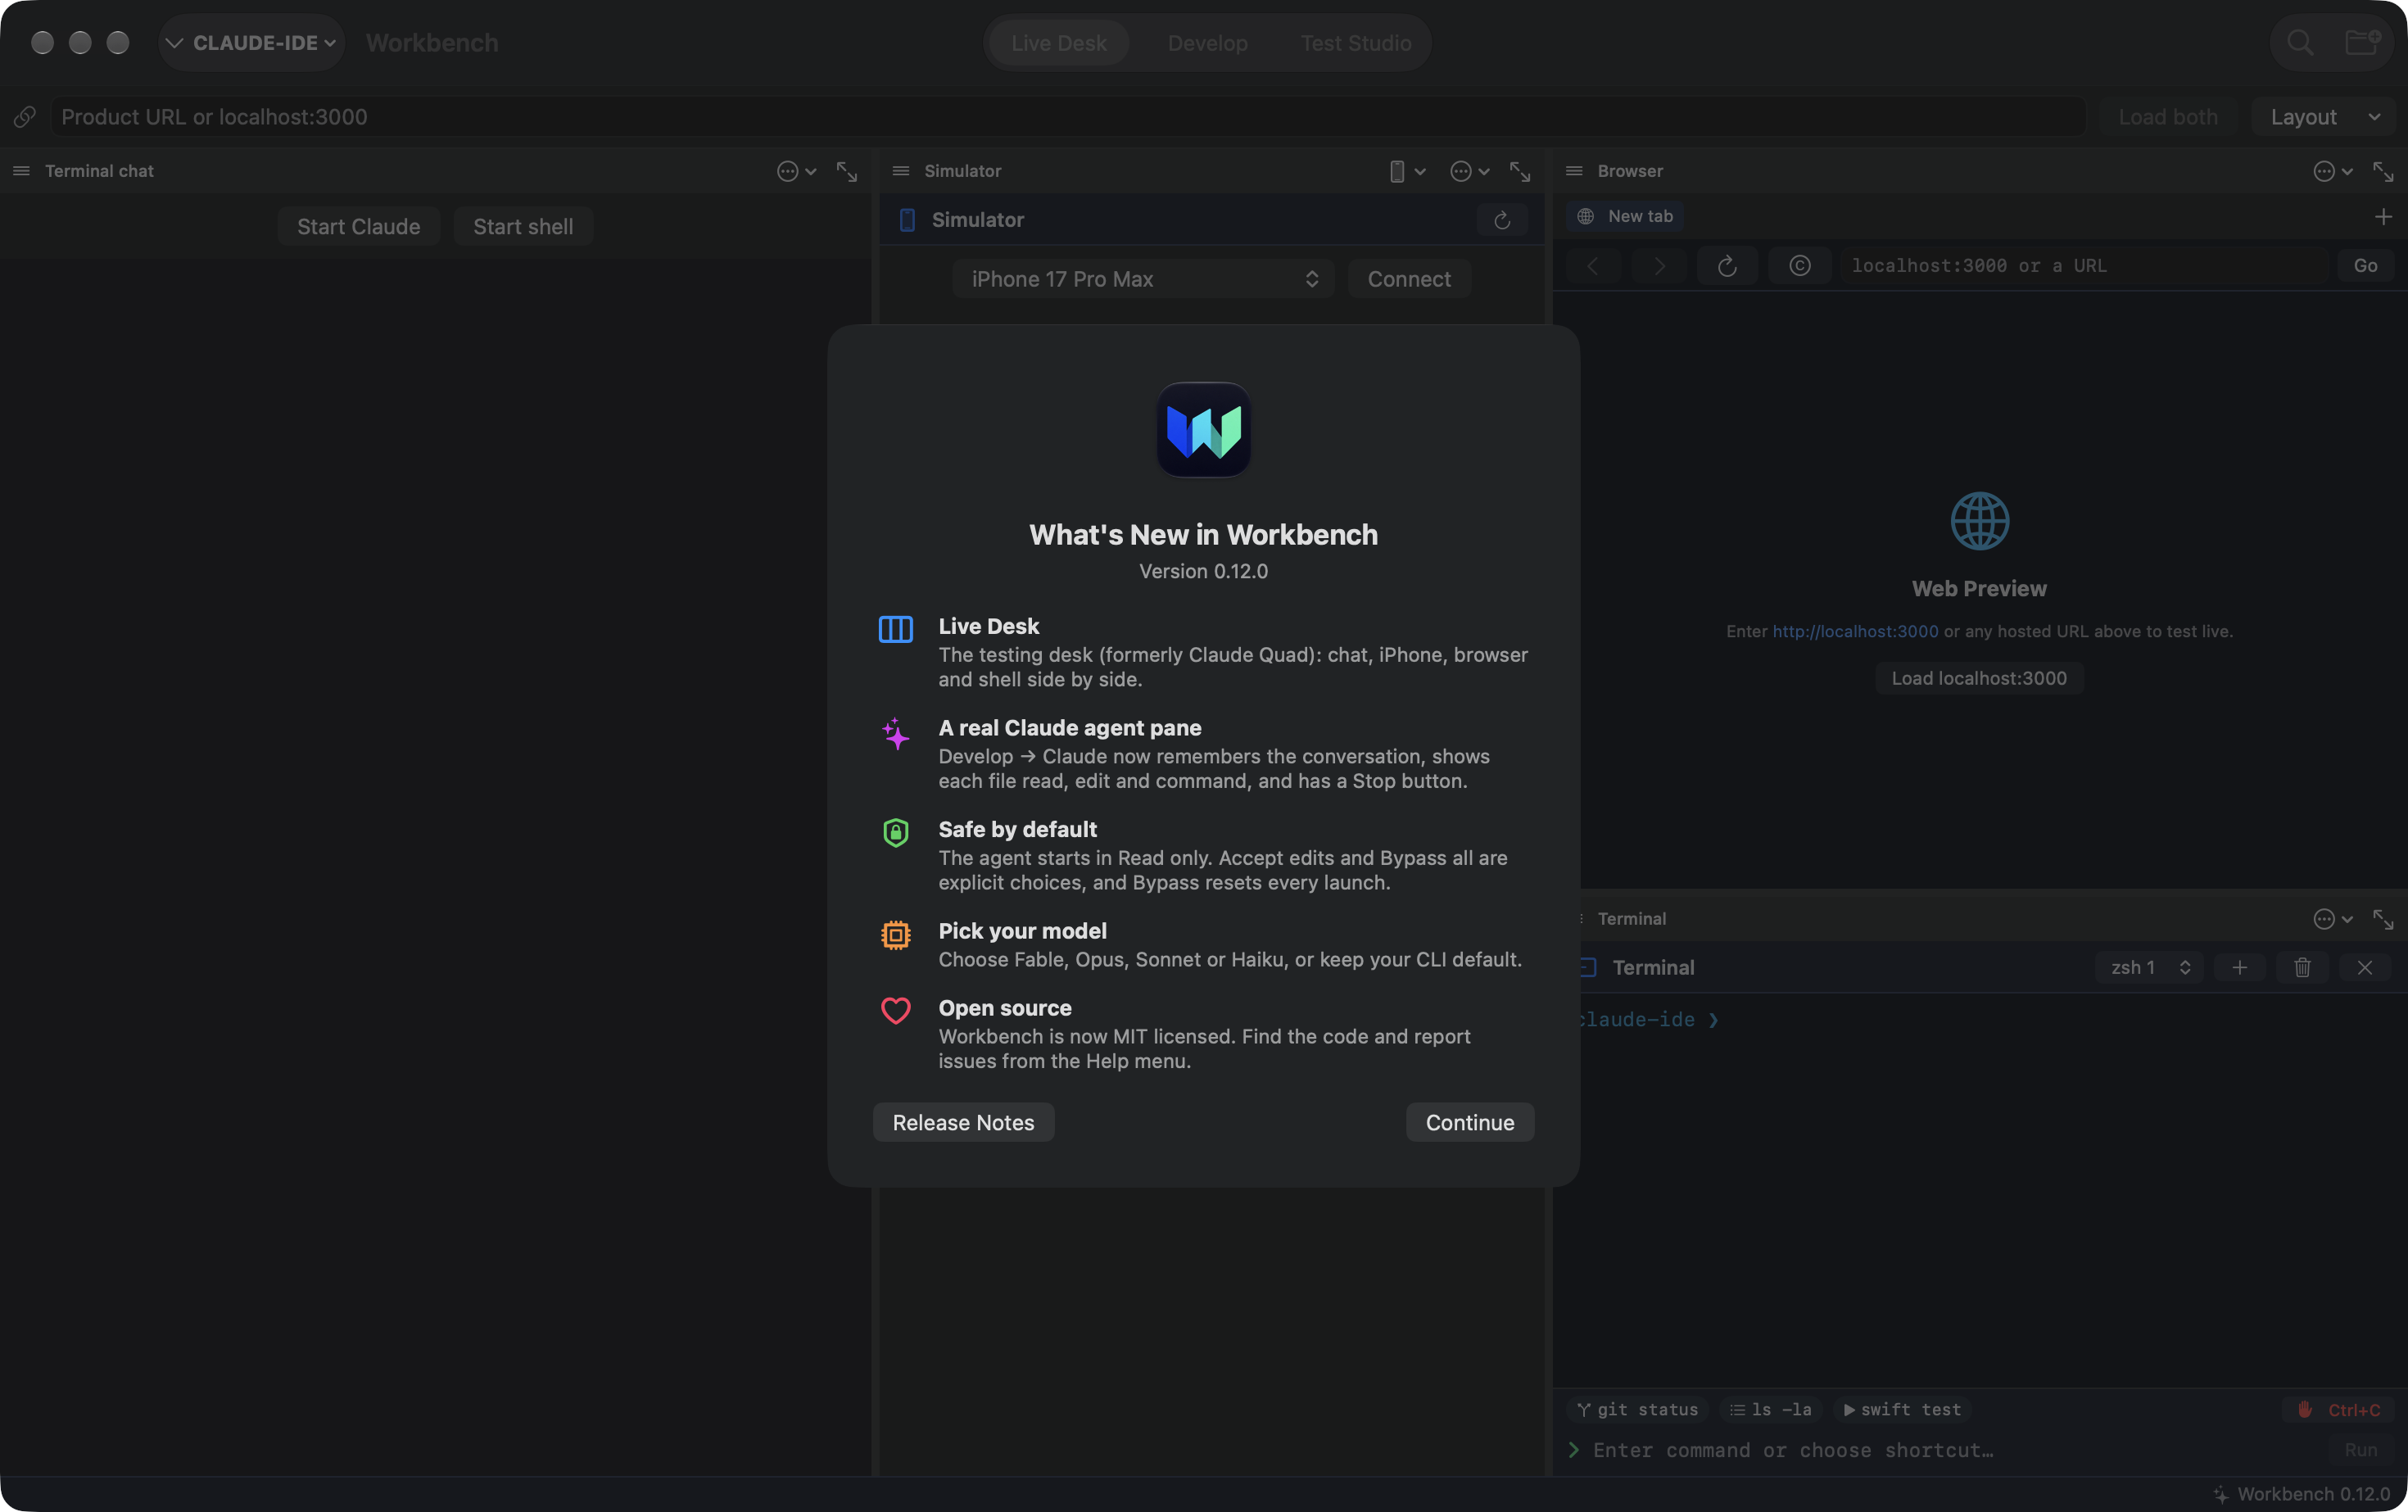 CLAUDE-IDE
Workbench
Live Desk
Develop
Test Studio
Product URL or localhost:3000
Load both
Layout
Terminal chat
Start Claude
Start shell
Simulator
Simulator
iPhone 17 Pro Max
Connect
Browser
New tab
localhost:3000 or a URL
Go
Web Preview
Enter http://localhost:3000 or any hosted URL above to test live.
Load localhost:3000
What's New in Workbench
Version 0.12.0
Live Desk
The testing desk (formerly Claude Quad): chat, iPhone, browser
and shell side by side.
A real Claude agent pane
Develop → Claude now remembers the conversation, shows
each file read, edit and command, and has a Stop button.
Safe by default
The agent starts in Read only. Accept edits and Bypass all are
explicit choices, and Bypass resets every launch.
Pick your model
Choose Fable, Opus, Sonnet or Haiku, or keep your CLI default.
Open source
Workbench is now MIT licensed. Find the code and report
issues from the Help menu.
Release Notes
Continue
Terminal
Terminal
zsh 1
claude-ide ❯
git status
ls -la
swift test
Ctrl+C
Enter command or choose shortcut…
Run
Workbench 0.12.0